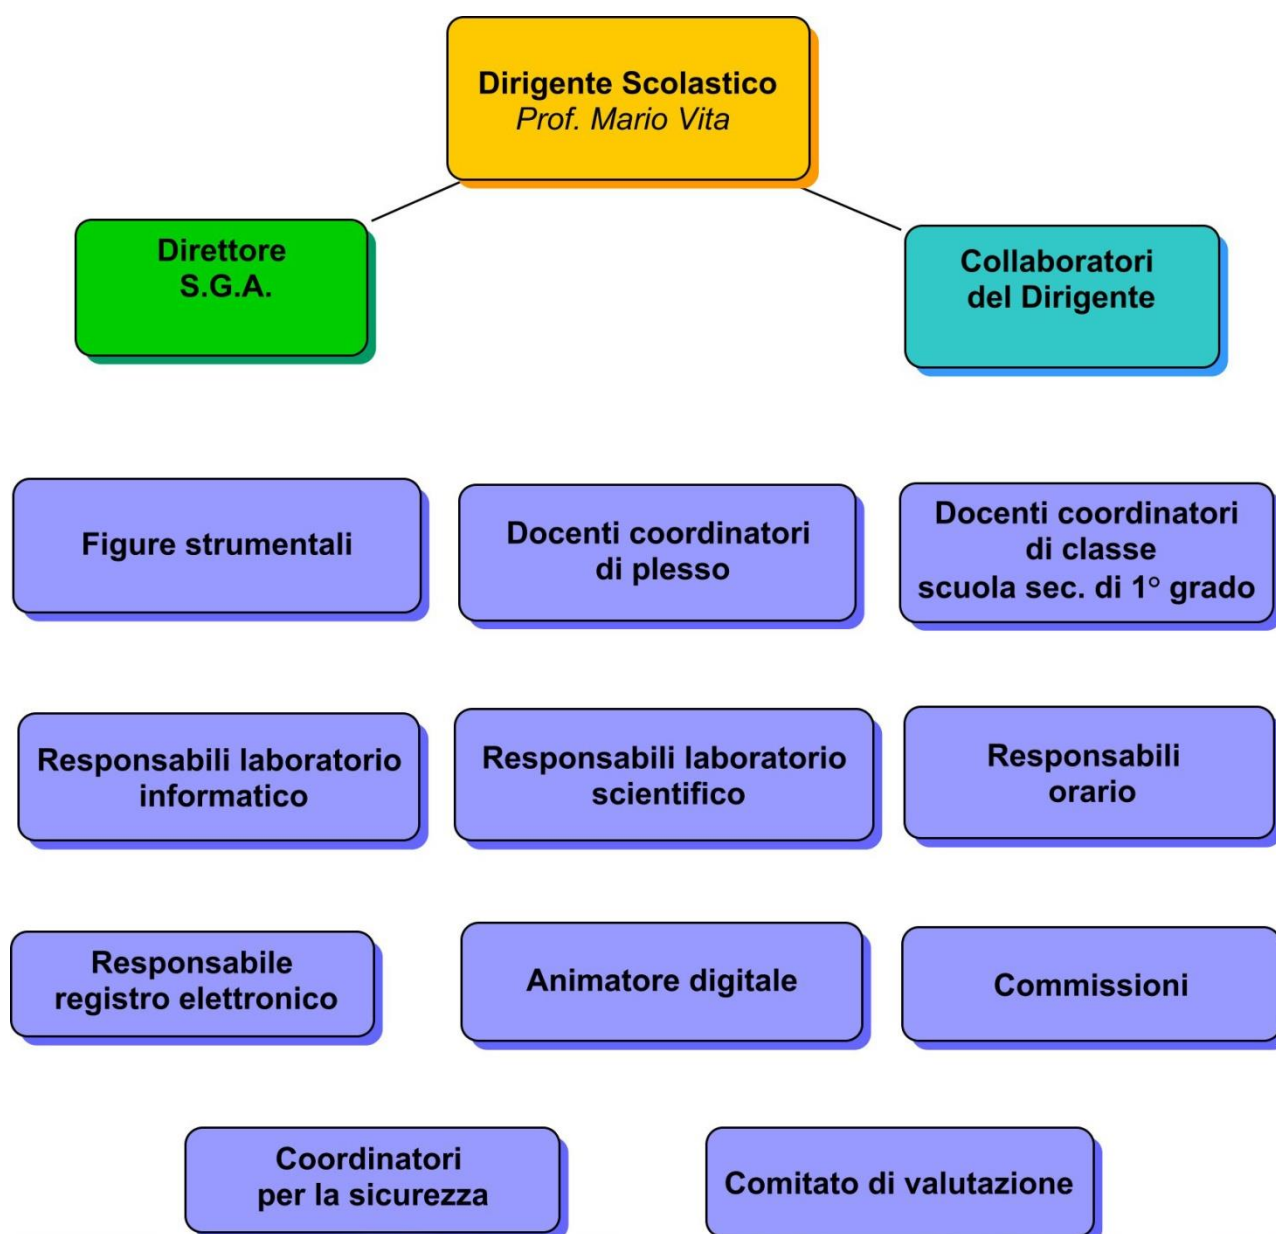 Dirigente Scolastico
Prof. Mario Vita
Direttore
S.G.A.
Collaboratori
del Dirigente
Figure strumentali
Docenti coordinatori
di plesso
Docenti coordinatori
di classe
scuola sec. di 1° grado
Responsabili laboratorio
informatico
Responsabili laboratorio
scientifico
Responsabili
orario
Responsabile
registro elettronico
Animatore digitale
Commissioni
Coordinatori
per la sicurezza
Comitato di valutazione